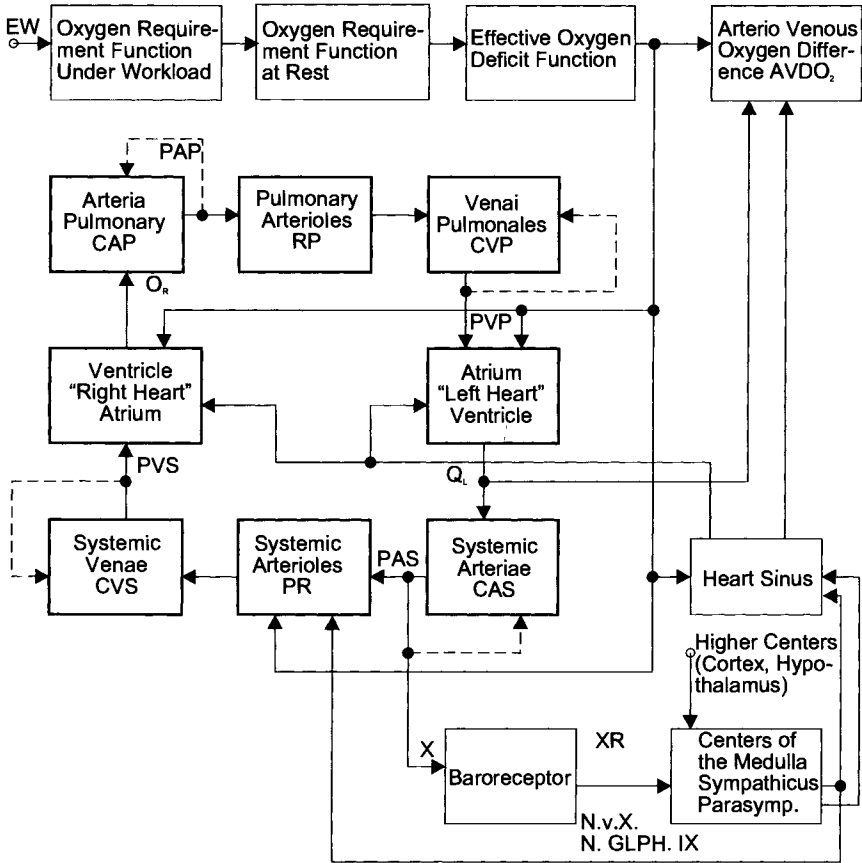 EW
Oxygen Require-
ment Function
Under Workload
Oxygen Require-
ment Function
at Rest
Effective Oxygen
Deficit Function
Arterio Venous
Oxygen Differ-
ence AVDO₂
PAP
Arteria
Pulmonary
CAP
Pulmonary
Arterioles
RP
Venai
Pulmonales
CVP
O_R
PVP
Ventricle
"Right Heart"
Atrium
Atrium
"Left Heart"
Ventricle
PVS
Q_L
Systemic
Venae
CVS
Systemic
Arterioles
PR
PAS
Systemic
Arteriae
CAS
Heart Sinus
Higher Centers
(Cortex, Hypo-
thalamus)
X
Baroreceptor
XR
Centers of
the Medulla
Sympathicus
Parasymp.
N.v.X.
N. GLPH. IX